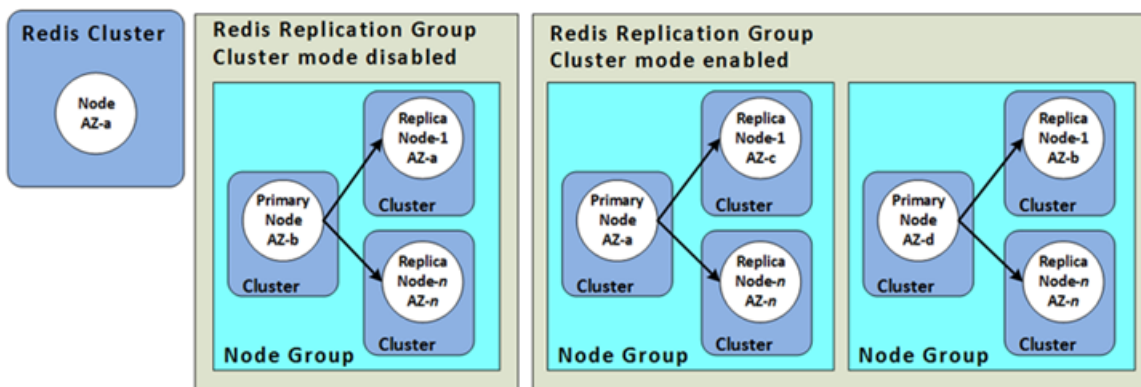 Redis Cluster
Node
AZ-a
Redis Replication Group
Cluster mode disabled
Primary
Node
AZ-b
Cluster
Replica
Node-1
AZ-a
Cluster
Replica
Node-n
AZ-n
Cluster
Node Group
Redis Replication Group
Cluster mode enabled
Primary
Node
AZ-a
Cluster
Replica
Node-1
AZ-c
Cluster
Replica
Node-n
AZ-n
Cluster
Node Group
Primary
Node
AZ-d
Cluster
Replica
Node-1
AZ-b
Cluster
Replica
Node-n
AZ-n
Cluster
Node Group